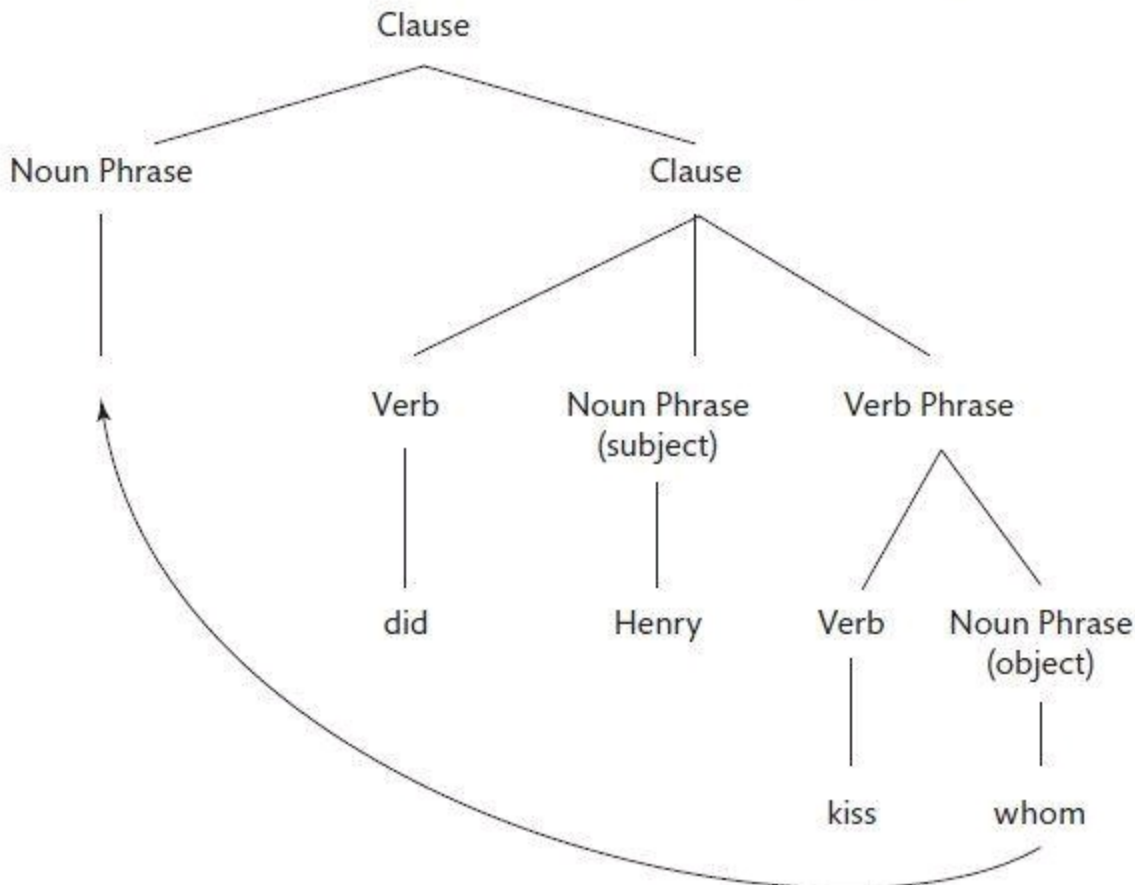 Clause
Noun Phrase Clause
Verb Noun Phrase Verb Phrase
(subject)
did Henry Verb Noun Phrase
(object)
kiss whom